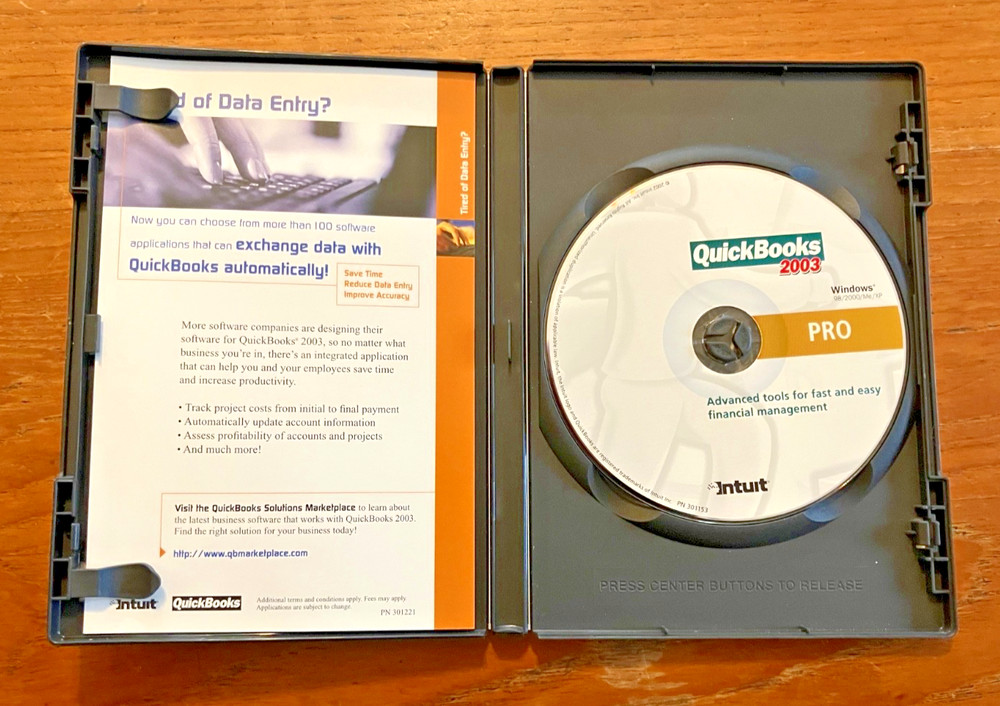 d of Data Entry?
Tired of Data Entry?
Now you can choose from more than 100 software
applications that can exchange data with
QuickBooks automatically!
Save Time
Reduce Data Entry
Improve Accuracy
More software companies are designing their
software for QuickBooks® 2003, so no matter what
business you're in, there's an integrated application
that can help you and your employees save time
and increase productivity.
• Track project costs from initial to final payment
• Automatically update account information
• Assess profitability of accounts and projects
• And much more!
Visit the QuickBooks Solutions Marketplace to learn about
the latest business software that works with QuickBooks 2003.
Find the right solution for your business today!
http://www.qbmarketplace.com
Intuit QuickBooks
Additional terms and conditions apply. Fees may apply.
Applications are subject to change.
PN 301221
QuickBooks
2003
Windows®
98/2000/Me/XP
PRO
Advanced tools for fast and easy
financial management
Intuit
PN 301153
PRESS CENTER BUTTONS TO RELEASE